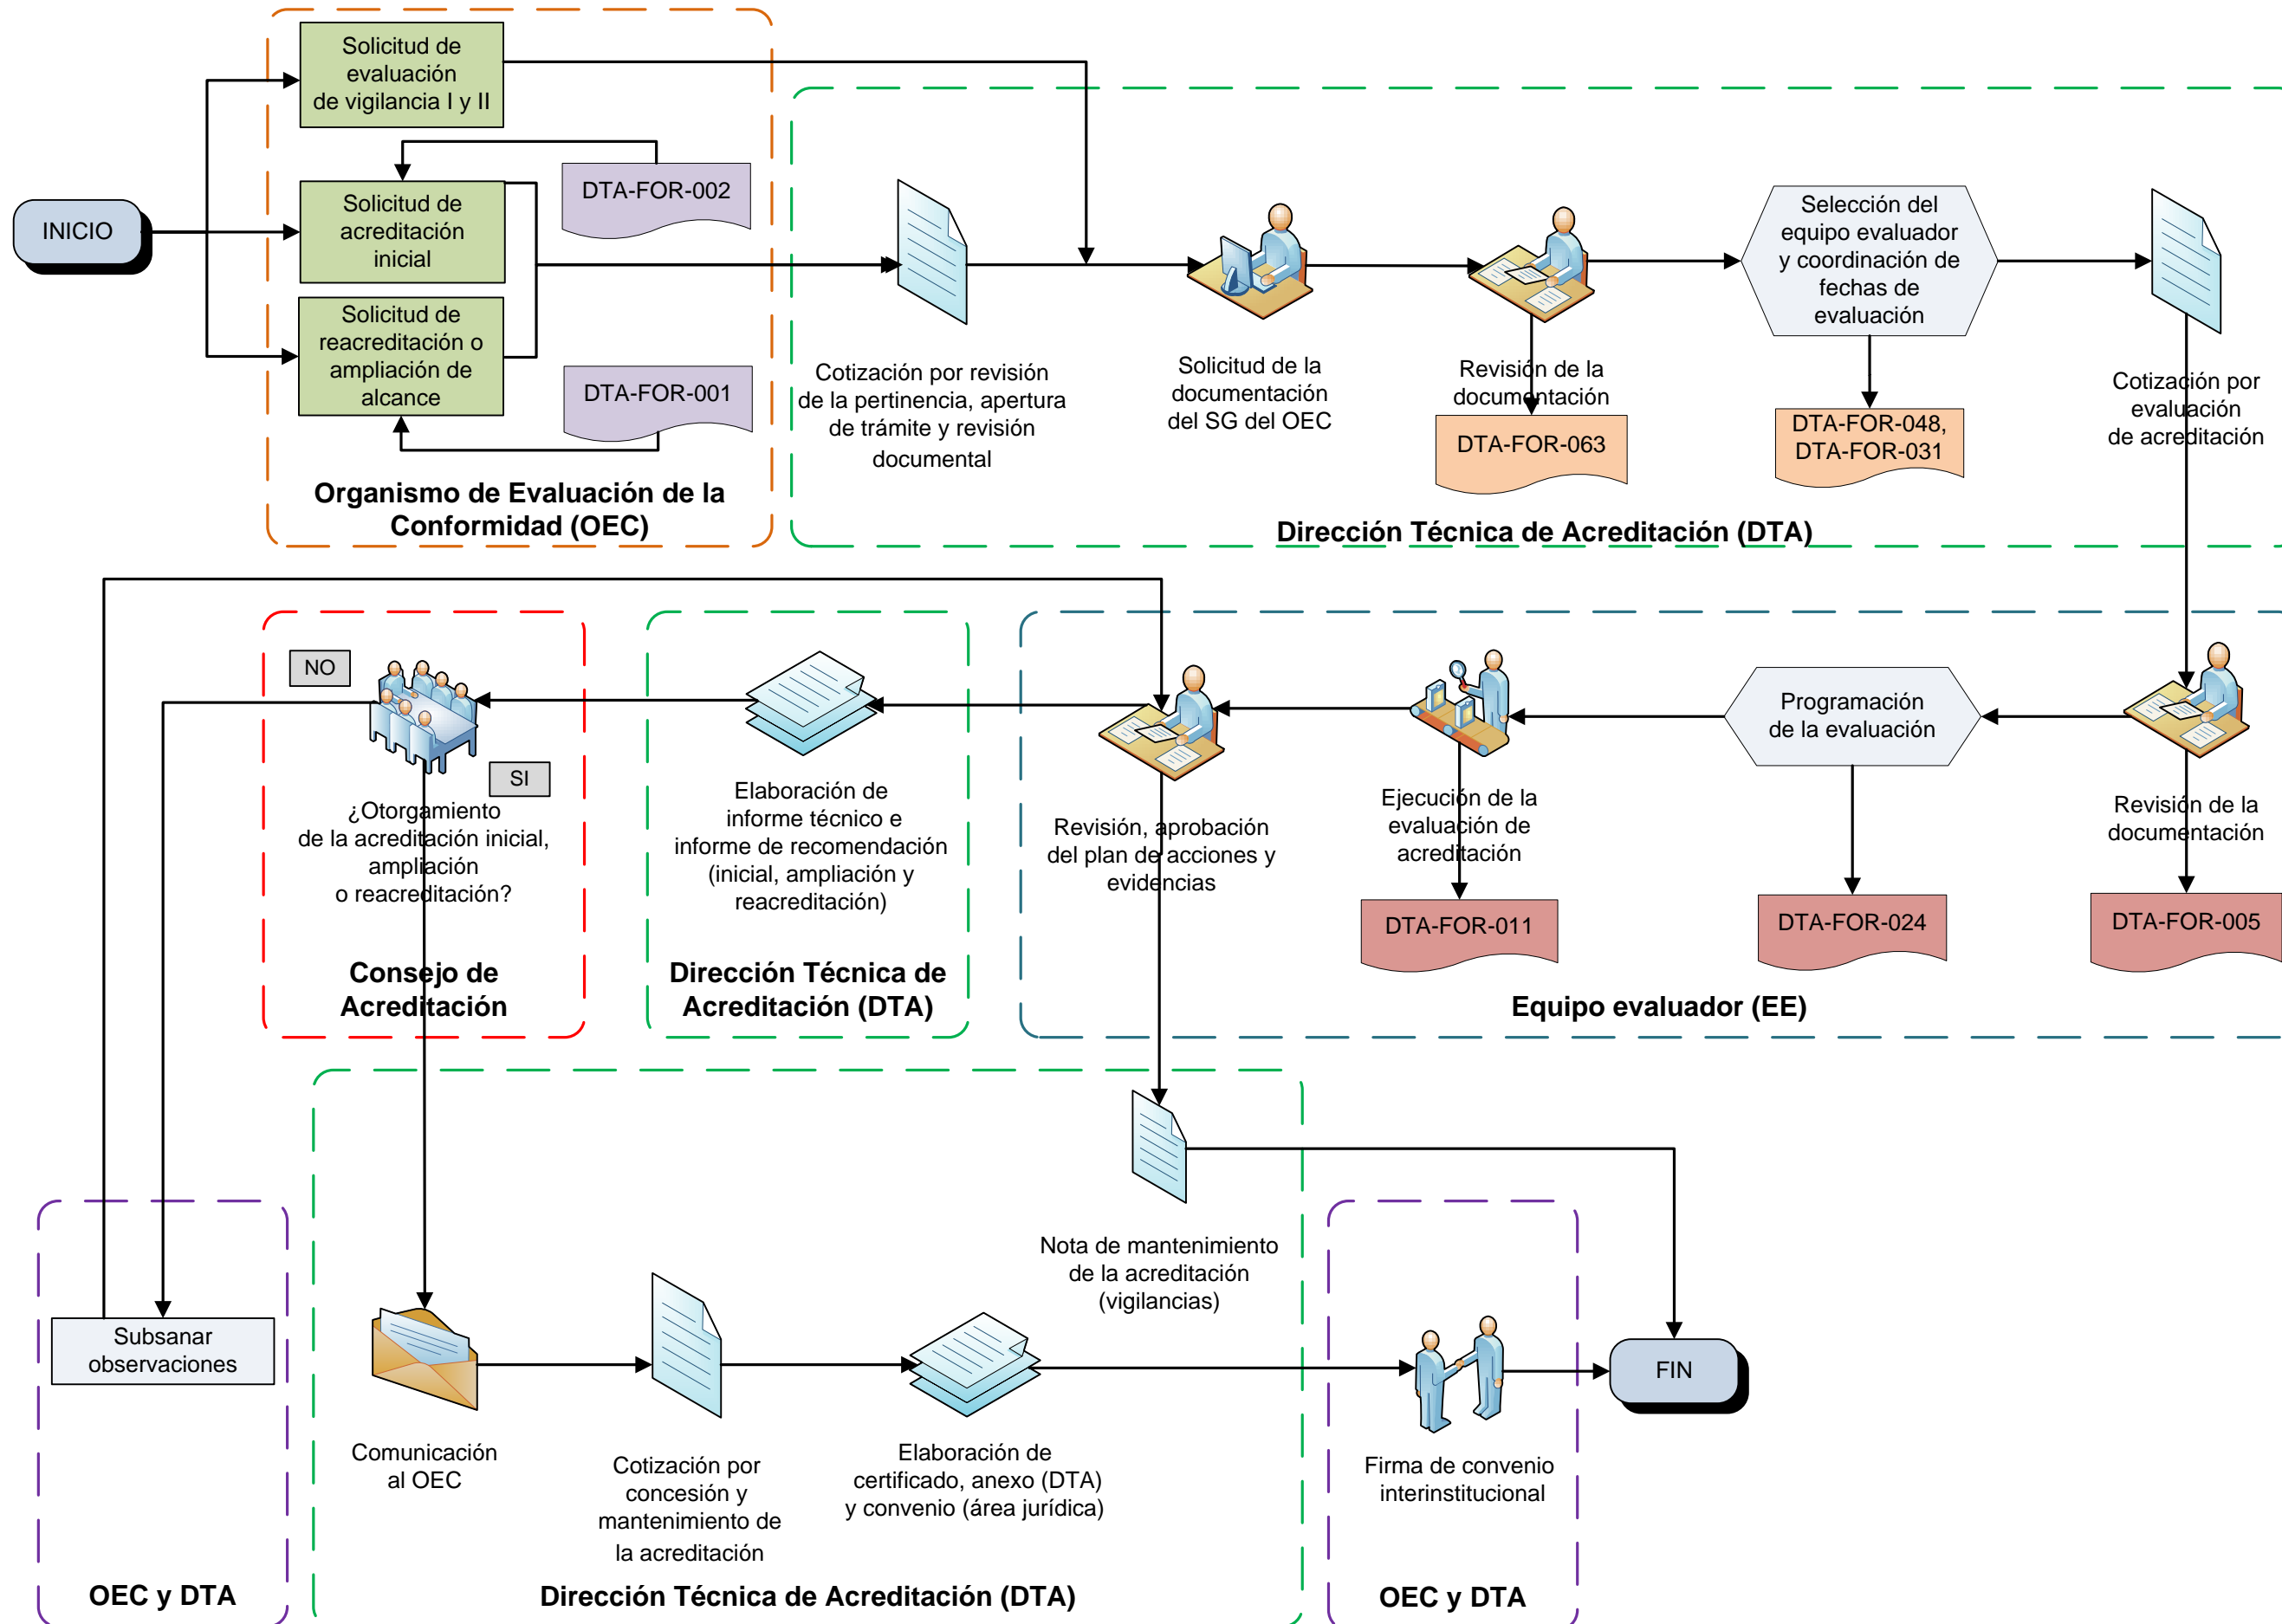 INICIO
Solicitud de
evaluación
de vigilancia I y II
Solicitud de
acreditación
inicial
Solicitud de
reacreditación o
ampliación de
alcance
DTA-FOR-002
DTA-FOR-001
Organismo de Evaluación de la
Conformidad (OEC)
Cotización por revisión
de la pertinencia, apertura
de trámite y revisión
documental
Solicitud de la
documentación
del SG del OEC
Revisión de la
documentación
DTA-FOR-063
Selección del
equipo evaluador
y coordinación de
fechas de
evaluación
DTA-FOR-048,
DTA-FOR-031
Cotización por
evaluación
de acreditación
Dirección Técnica de Acreditación (DTA)
NO
SI
¿Otorgamiento
de la acreditación inicial,
ampliación
o reacreditación?
Consejo de
Acreditación
Elaboración de
informe técnico e
informe de recomendación
(inicial, ampliación y
reacreditación)
Dirección Técnica de
Acreditación (DTA)
Revisión, aprobación
del plan de acciones y
evidencias
Ejecución de la
evaluación de
acreditación
DTA-FOR-011
Programación
de la evaluación
DTA-FOR-024
Revisión de la
documentación
DTA-FOR-005
Equipo evaluador (EE)
Subsanar
observaciones
OEC y DTA
Comunicación
al OEC
Cotización por
concesión y
mantenimiento de
la acreditación
Elaboración de
certificado, anexo (DTA)
y convenio (área jurídica)
Nota de mantenimiento
de la acreditación
(vigilancias)
Dirección Técnica de Acreditación (DTA)
Firma de convenio
interinstitucional
OEC y DTA
FIN